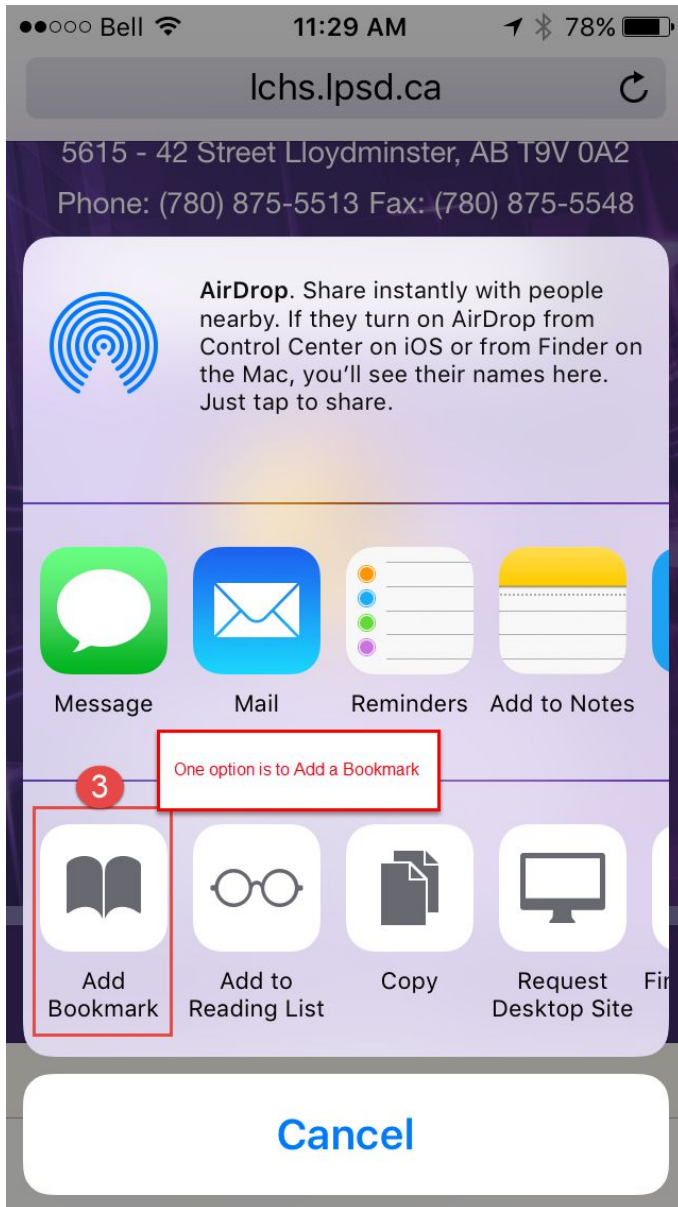 Bell 11:29 AM 78%
lchs.lpsd.ca
5615 - 42 Street Lloydminster, AB T9V 0A2
Phone: (780) 875-5513 Fax: (780) 875-5548
AirDrop. Share instantly with people
nearby. If they turn on AirDrop from
Control Center on iOS or from Finder on
the Mac, you'll see their names here.
Just tap to share.
Message Mail Reminders Add to Notes
One option is to Add a Bookmark
3
Add Bookmark
Add to Reading List
Copy
Request Desktop Site
Cancel